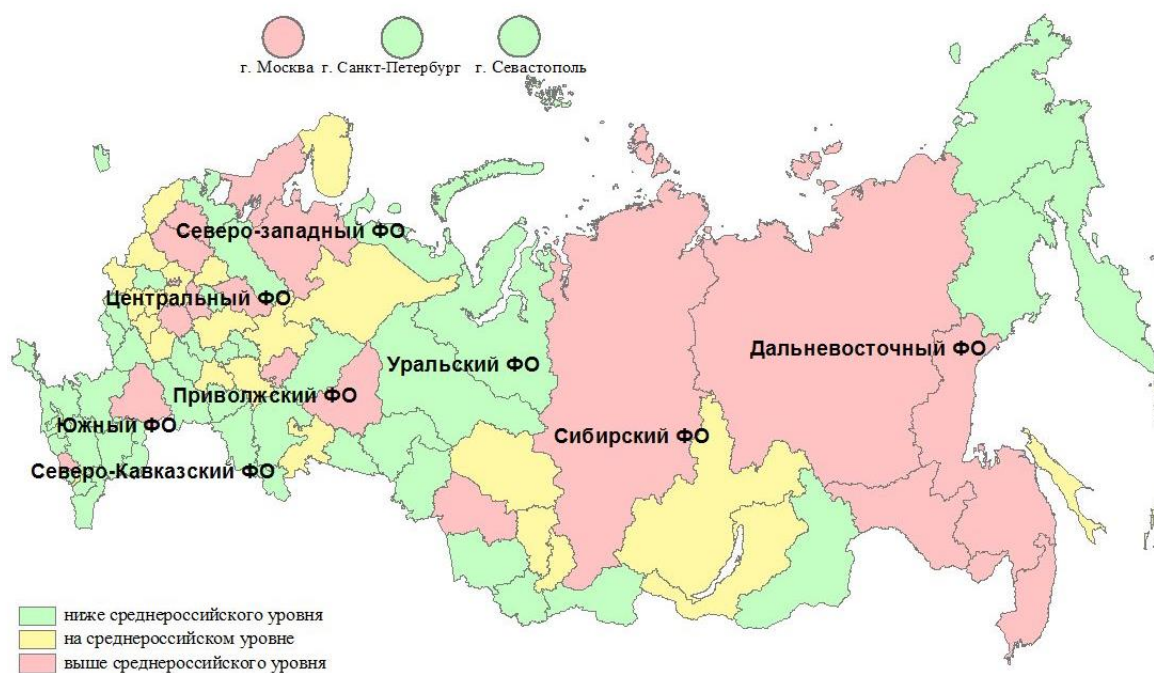 г. Москва г. Санкт-Петербург г. Севастополь
Северо-западный ФО
Центральный ФО
Уральский ФО
Дальневосточный ФО
Приволжский ФО
Южный ФО
Сибирский ФО
Северо-Кавказский ФО
ниже среднероссийского уровня
на среднероссийском уровне
выше среднероссийского уровня